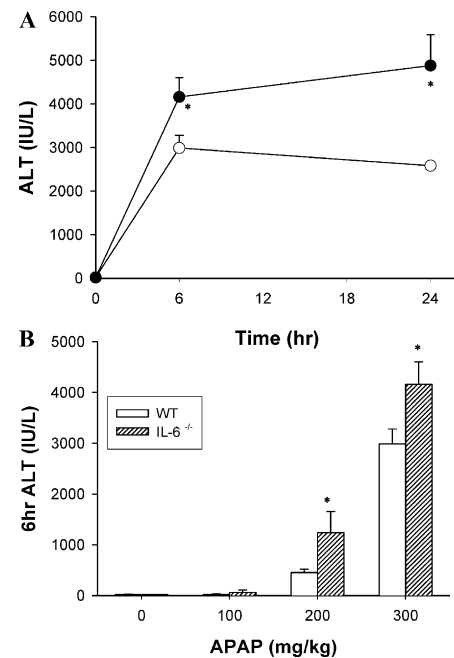 A
ALT (IU/L)
6000
5000
4000
3000
2000
1000
0
*
*
0 6 12 18 24
Time (hr)
B
6hr ALT (IU/L)
5000
4000
3000
2000
1000
0
WT
IL-6 -/-
*
*
0 100 200 300
APAP (mg/kg)